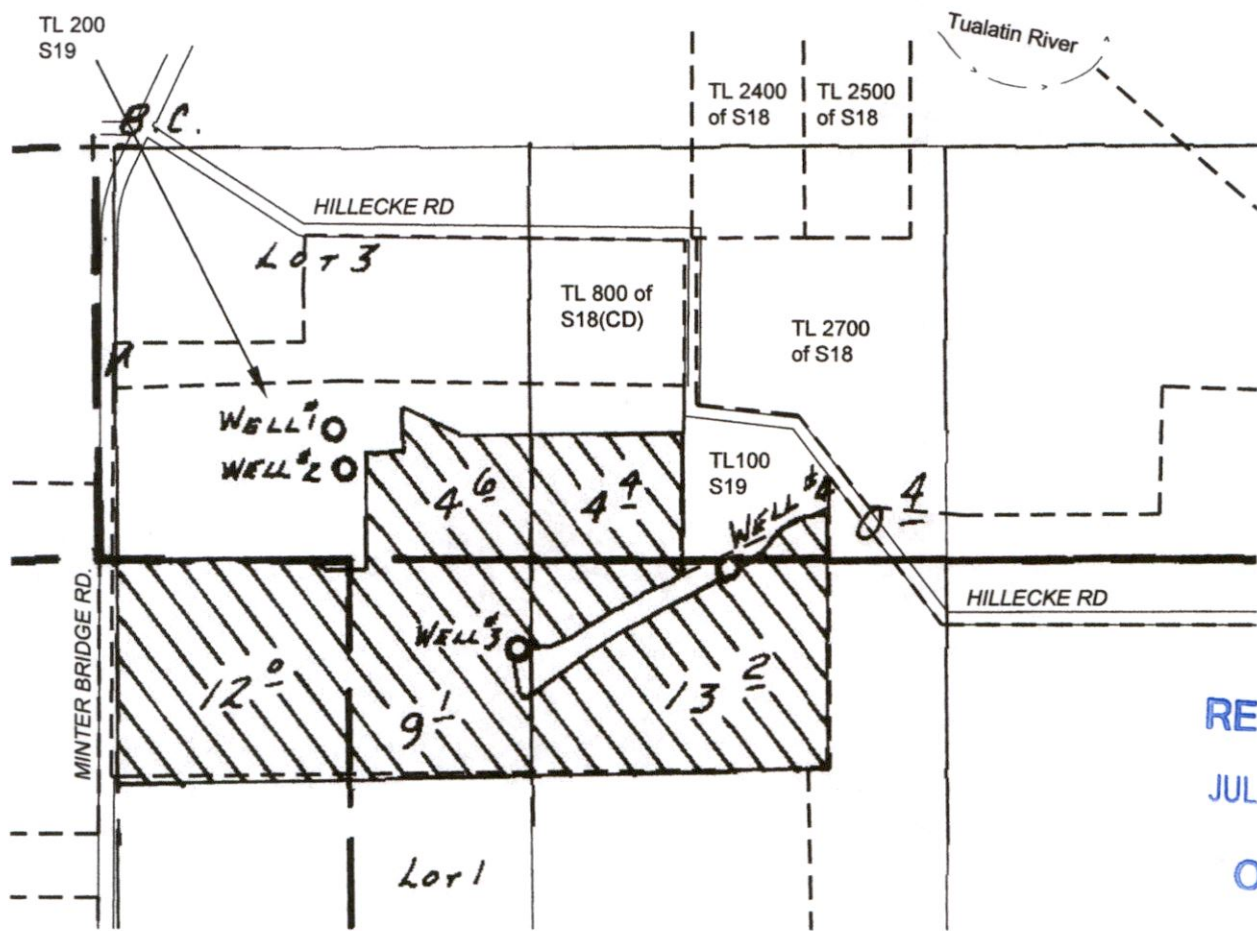 TL 200
S19
Tualatin River
TL 2400
of S18
TL 2500
of S18
B.C.
HILLECKE RD
LOT 3
TL 800 of
S18(CD)
TL 2700
of S18
A
WELL #1
WELL #2
TL100
S19
WELL #4
4 6
4 4
4
MINTER BRIDGE RD.
HILLECKE RD
WELL #3
12 0
9 1
13 2
RE
JUL
O
LOT 1